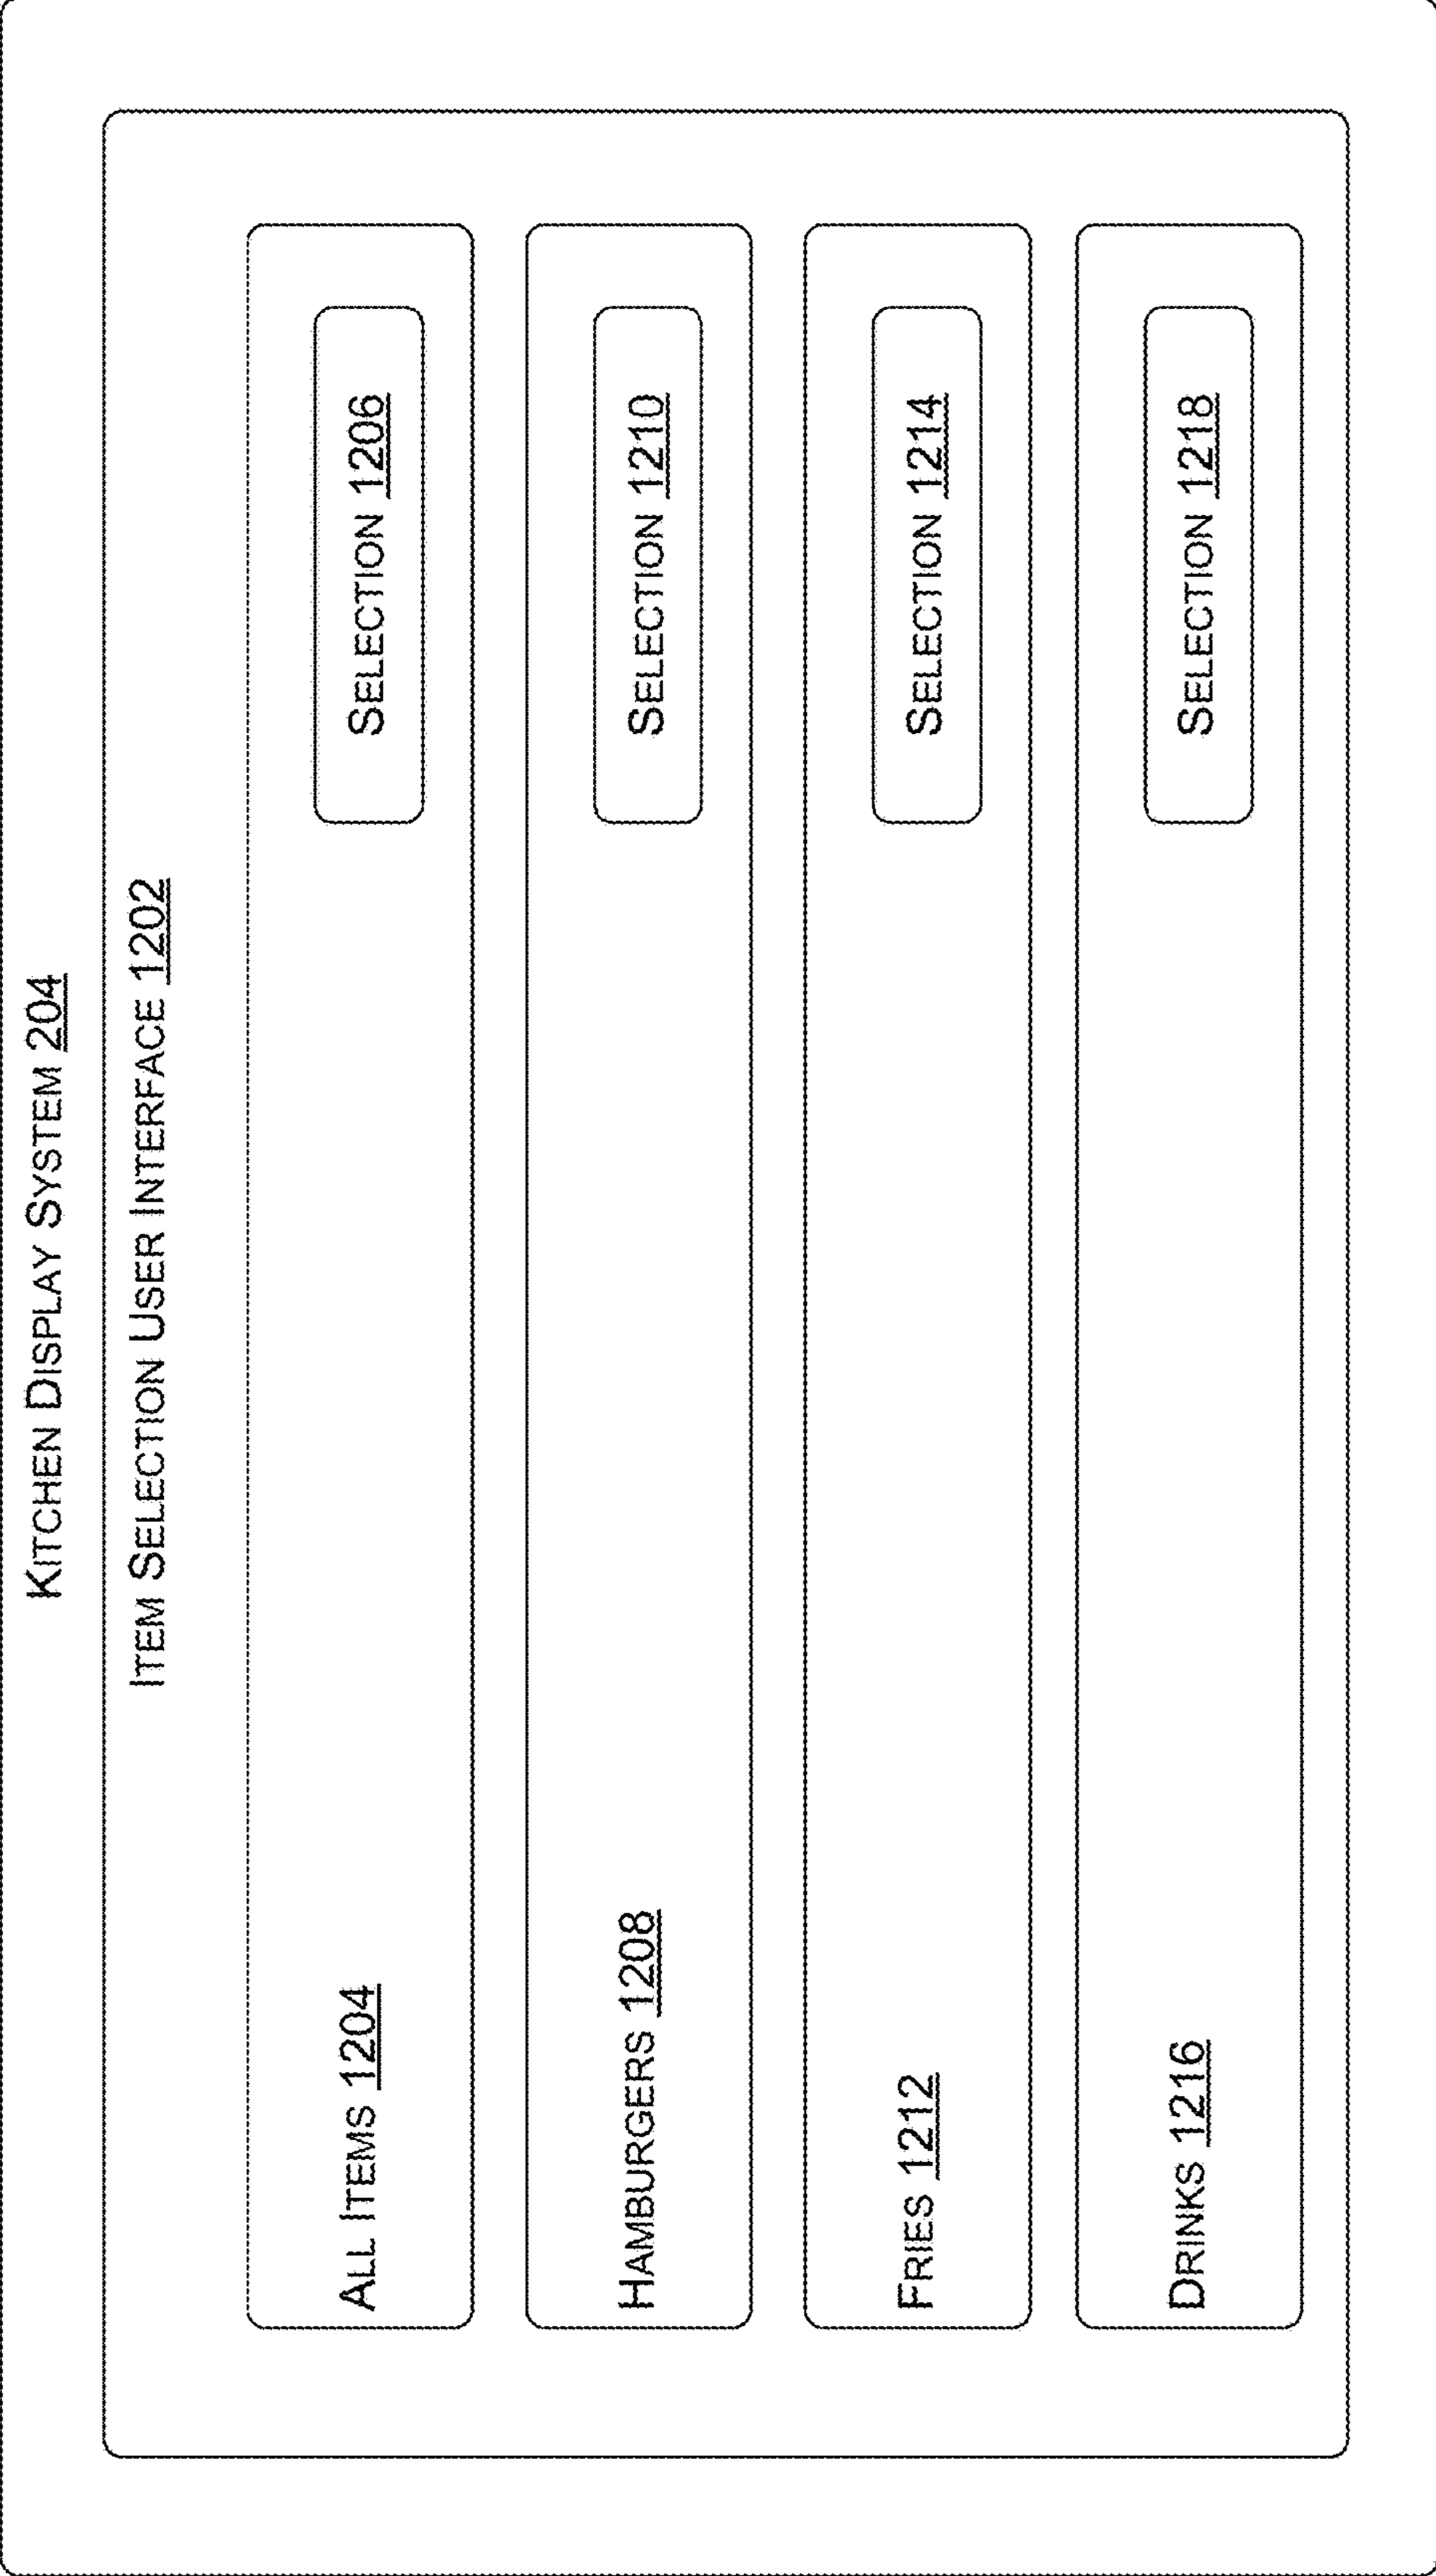 KITCHEN DISPLAY SYSTEM 204
ITEM SELECTION USER INTERFACE 1202
ALL ITEMS 1204
SELECTION 1206
HAMBURGERS 1208
SELECTION 1210
FRIES 1212
SELECTION 1214
DRINKS 1216
SELECTION 1218